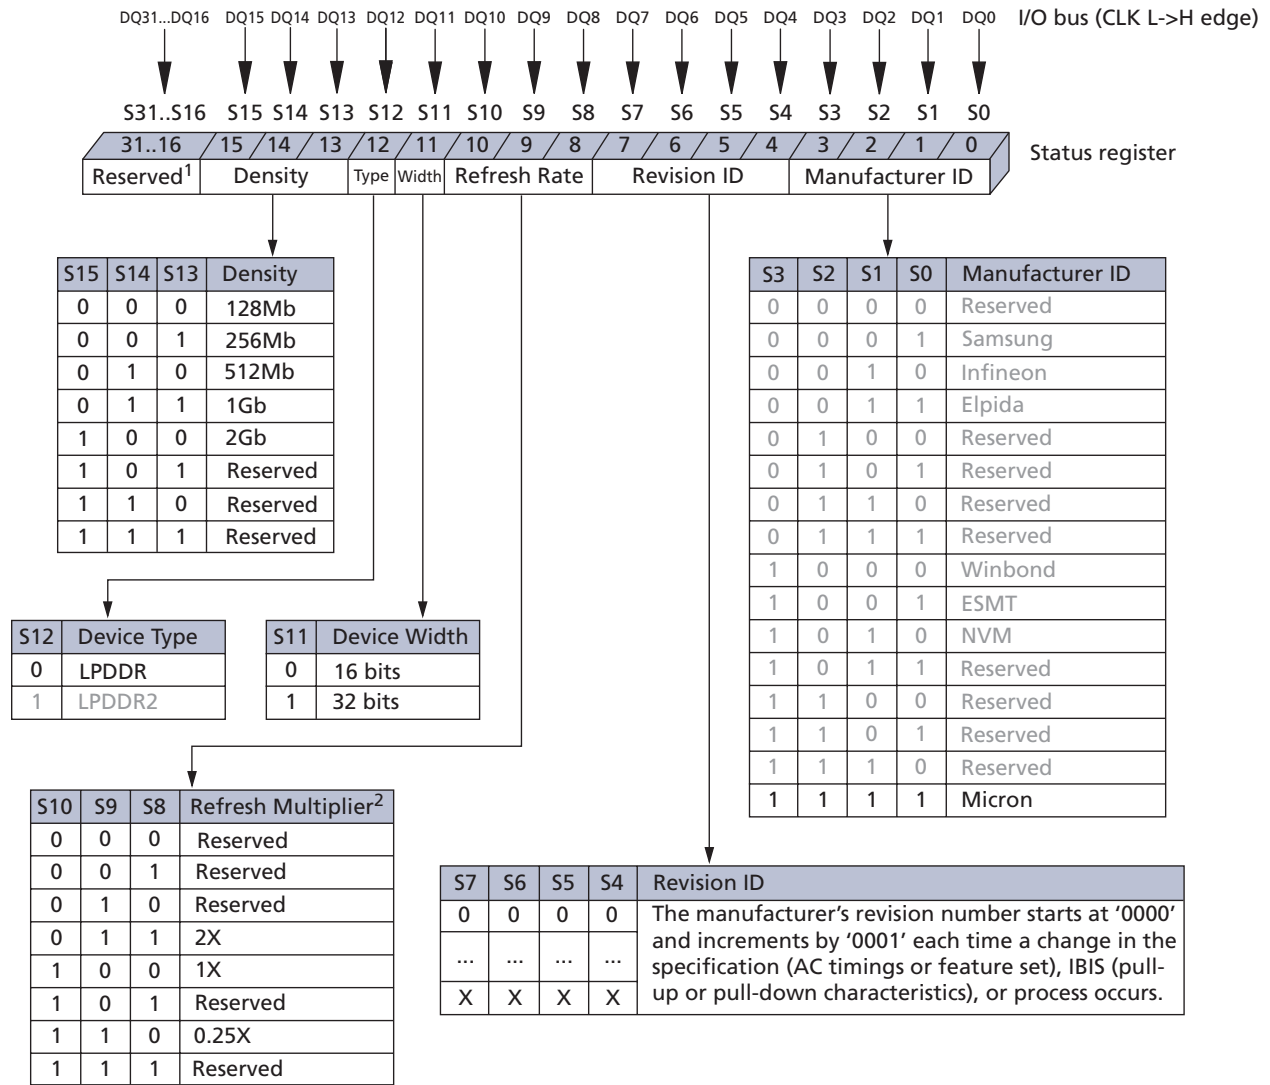 DQ31...DQ16 DQ15 DQ14 DQ13 DQ12 DQ11 DQ10 DQ9 DQ8 DQ7 DQ6 DQ5 DQ4 DQ3 DQ2 DQ1 DQ0 I/O bus (CLK L->H edge)
S31..S16 S15 S14 S13 S12 S11 S10 S9 S8 S7 S6 S5 S4 S3 S2 S1 S0
31..16 15 14 13 12 11 10 9 8 7 6 5 4 3 2 1 0 Status register
Reserved1 Density Type Width Refresh Rate Revision ID Manufacturer ID
S15 S14 S13 Density
0 0 0 128Mb
0 0 1 256Mb
0 1 0 512Mb
0 1 1 1Gb
1 0 0 2Gb
1 0 1 Reserved
1 1 0 Reserved
1 1 1 Reserved
S3 S2 S1 S0 Manufacturer ID
0 0 0 0 Reserved
0 0 0 1 Samsung
0 0 1 0 Infineon
0 0 1 1 Elpida
0 1 0 0 Reserved
0 1 0 1 Reserved
0 1 1 0 Reserved
0 1 1 1 Reserved
1 0 0 0 Winbond
1 0 0 1 ESMT
1 0 1 0 NVM
1 0 1 1 Reserved
1 1 0 0 Reserved
1 1 0 1 Reserved
1 1 1 0 Reserved
1 1 1 1 Micron
S12 Device Type
0 LPDDR
1 LPDDR2
S11 Device Width
0 16 bits
1 32 bits
S10 S9 S8 Refresh Multiplier2
0 0 0 Reserved
0 0 1 Reserved
0 1 0 Reserved
0 1 1 2X
1 0 0 1X
1 0 1 Reserved
1 1 0 0.25X
1 1 1 Reserved
S7 S6 S5 S4 Revision ID
0 0 0 0 The manufacturer's revision number starts at '0000'
and increments by '0001' each time a change in the
... ... ... ... specification (AC timings or feature set), IBIS (pull-
X X X X up or pull-down characteristics), or process occurs.